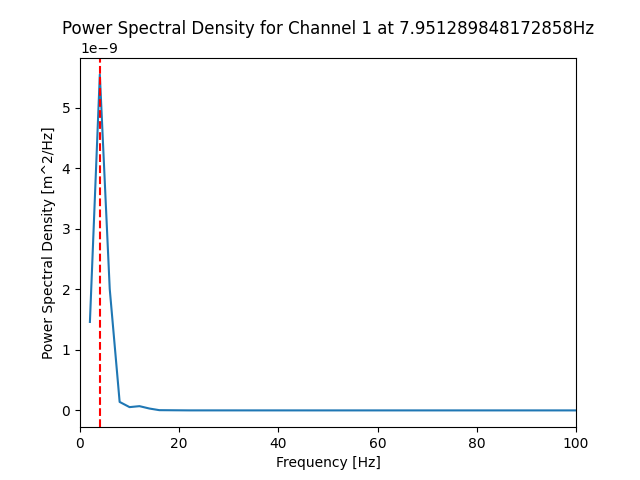 Power Spectral Density for Channel 1 at 7.951289848172858Hz
1e−9
Power Spectral Density [m^2/Hz]
5
4
3
2
1
0
0 20 40 60 80 100
Frequency [Hz]